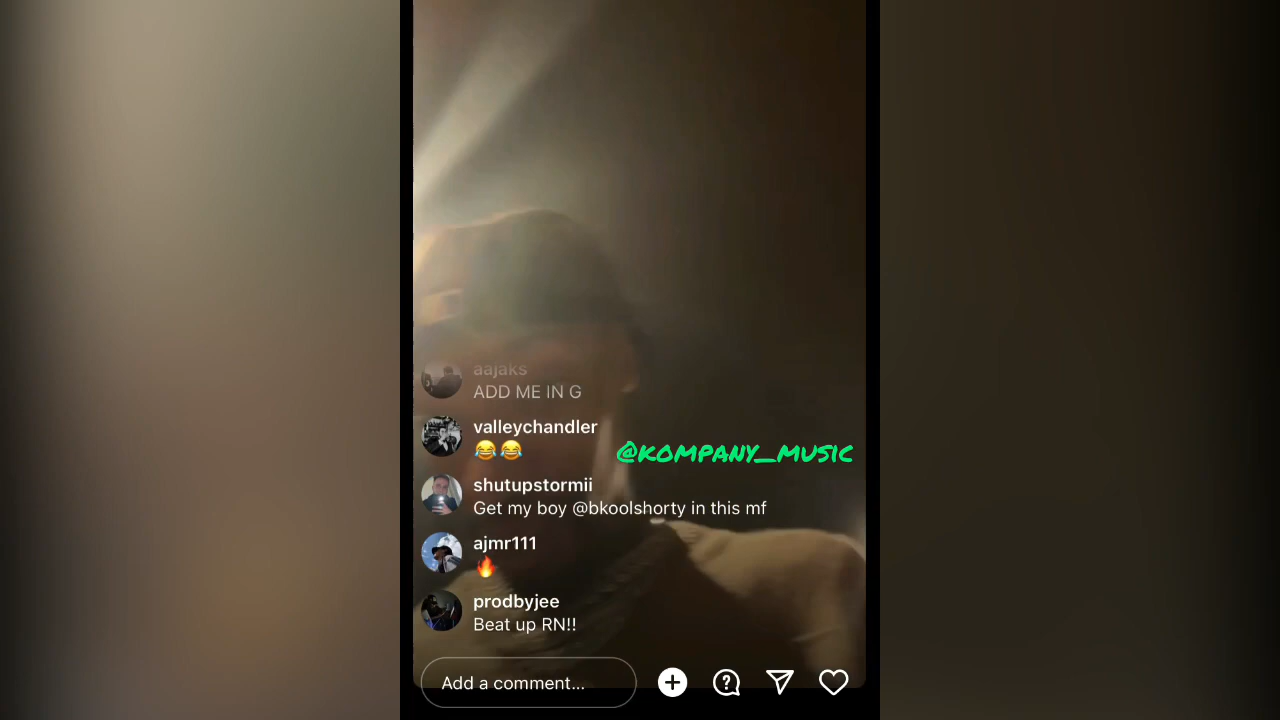 aajaks
ADD ME IN G
valleychandler
😂😂
@KOMPANY_MUSIC
shutupstormii
Get my boy @bkoolshorty in this mf
ajmr111
🔥
prodbyjee
Beat up RN!!
Add a comment...